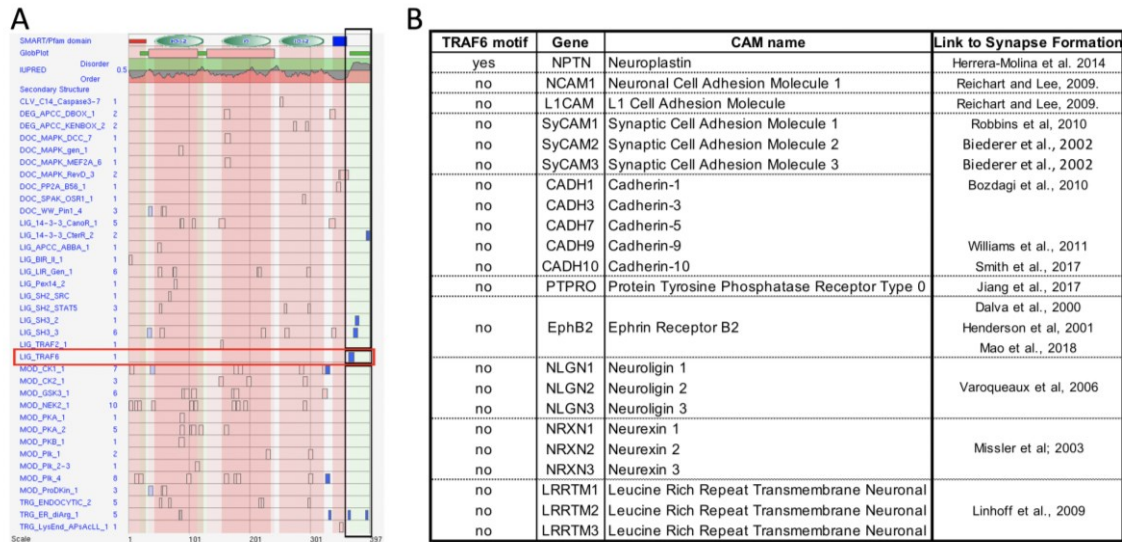 A
SMART/Pfam domain
GlobPlot
Disorder
IUPRED 0.5
Order
Secondary Structure
CLV_C14_Caspase3-7 1
DEG_APCC_DBOX_1 2
DEG_APCC_KENBOX_2 2
DOC_MAPK_DCC_7 1
DOC_MAPK_gen_1 1
DOC_MAPK_MEF2A_6 1
DOC_MAPK_RevD_3 2
DOC_PP2A_B56_1 1
DOC_SPAK_OSR1_1 1
DOC_WW_Pin1_4 3
LIG_14-3-3_CanoR_1 5
LIG_14-3-3_CterR_2 2
LIG_APCC_ABBA_1 1
LIG_BIR_II_1 1
LIG_LIR_Gen_1 6
LIG_Pex14_2 1
LIG_SH2_SRC 1
LIG_SH2_STAT5 3
LIG_SH3_2 1
LIG_SH3_3 6
LIG_TRAF2_1 1
LIG_TRAF6 1
MOD_CK1_1 7
MOD_CK2_1 3
MOD_GSK3_1 6
MOD_NEK2_1 10
MOD_PKA_1 1
MOD_PKA_2 5
MOD_PKB_1 1
MOD_Plk_1 2
MOD_Plk_2-3 1
MOD_Plk_4 8
MOD_ProDKin_1 3
TRG_ENDOCYTIC_2 5
TRG_ER_diArg_1 5
TRG_LysEnd_APsAcLL_1 1
Scale 1 101 201 301 397
B
TRAF6 motif Gene CAM name Link to Synapse Formation
yes NPTN Neuroplastin Herrera-Molina et al. 2014
no NCAM1 Neuronal Cell Adhesion Molecule 1 Reichart and Lee, 2009.
no L1CAM L1 Cell Adhesion Molecule Reichart and Lee, 2009.
no SyCAM1 Synaptic Cell Adhesion Molecule 1 Robbins et al, 2010
no SyCAM2 Synaptic Cell Adhesion Molecule 2 Biederer et al., 2002
no SyCAM3 Synaptic Cell Adhesion Molecule 3 Biederer et al., 2002
no CADH1 Cadherin-1 Bozdagi et al., 2010
no CADH3 Cadherin-3
no CADH7 Cadherin-5
no CADH9 Cadherin-9 Williams et al., 2011
no CADH10 Cadherin-10 Smith et al., 2017
no PTPRO Protein Tyrosine Phosphatase Receptor Type 0 Jiang et al., 2017
Dalva et al., 2000
no EphB2 Ephrin Receptor B2 Henderson et al, 2001
Mao et al., 2018
no NLGN1 Neuroligin 1
no NLGN2 Neuroligin 2 Varoqueaux et al, 2006
no NLGN3 Neuroligin 3
no NRXN1 Neurexin 1
no NRXN2 Neurexin 2 Missler et al; 2003
no NRXN3 Neurexin 3
no LRRTM1 Leucine Rich Repeat Transmembrane Neuronal
no LRRTM2 Leucine Rich Repeat Transmembrane Neuronal Linhoff et al., 2009
no LRRTM3 Leucine Rich Repeat Transmembrane Neuronal